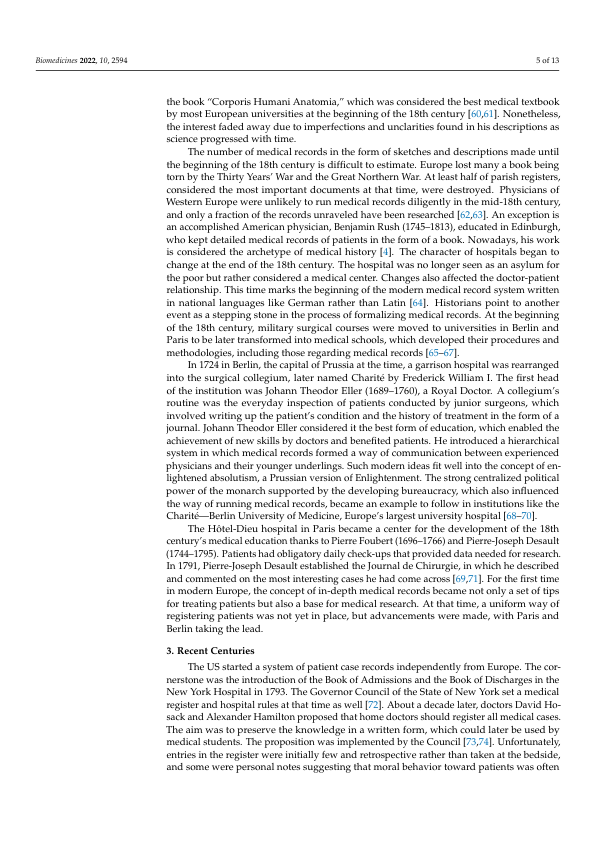 Biomedicines 2022, 10, 2594
5 of 13
the book “Corporis Humani Anatomia,” which was considered the best medical textbook
by most European universities at the beginning of the 18th century [60,61]. Nonetheless,
the interest faded away due to imperfections and unclarities found in his descriptions as
science progressed with time.
The number of medical records in the form of sketches and descriptions made until
the beginning of the 18th century is difficult to estimate. Europe lost many a book being
torn by the Thirty Years’ War and the Great Northern War. At least half of parish registers,
considered the most important documents at that time, were destroyed. Physicians of
Western Europe were unlikely to run medical records diligently in the mid-18th century,
and only a fraction of the records unraveled have been researched [62,63]. An exception is
an accomplished American physician, Benjamin Rush (1745–1813), educated in Edinburgh,
who kept detailed medical records of patients in the form of a book. Nowadays, his work
is considered the archetype of medical history [4]. The character of hospitals began to
change at the end of the 18th century. The hospital was no longer seen as an asylum for
the poor but rather considered a medical center. Changes also affected the doctor-patient
relationship. This time marks the beginning of the modern medical record system written
in national languages like German rather than Latin [64]. Historians point to another
event as a stepping stone in the process of formalizing medical records. At the beginning
of the 18th century, military surgical courses were moved to universities in Berlin and
Paris to be later transformed into medical schools, which developed their procedures and
methodologies, including those regarding medical records [65–67].
In 1724 in Berlin, the capital of Prussia at the time, a garrison hospital was rearranged
into the surgical collegium, later named Charité by Frederick William I. The first head
of the institution was Johann Theodor Eller (1689–1760), a Royal Doctor. A collegium’s
routine was the everyday inspection of patients conducted by junior surgeons, which
involved writing up the patient’s condition and the history of treatment in the form of a
journal. Johann Theodor Eller considered it the best form of education, which enabled the
achievement of new skills by doctors and benefited patients. He introduced a hierarchical
system in which medical records formed a way of communication between experienced
physicians and their younger underlings. Such modern ideas fit well into the concept of en-
lightened absolutism, a Prussian version of Enlightenment. The strong centralized political
power of the monarch supported by the developing bureaucracy, which also influenced
the way of running medical records, became an example to follow in institutions like the
Charité—Berlin University of Medicine, Europe’s largest university hospital [68–70].
The Hôtel-Dieu hospital in Paris became a center for the development of the 18th
century’s medical education thanks to Pierre Foubert (1696–1766) and Pierre-Joseph Desault
(1744–1795). Patients had obligatory daily check-ups that provided data needed for research.
In 1791, Pierre-Joseph Desault established the Journal de Chirurgie, in which he described
and commented on the most interesting cases he had come across [69,71]. For the first time
in modern Europe, the concept of in-depth medical records became not only a set of tips
for treating patients but also a base for medical research. At that time, a uniform way of
registering patients was not yet in place, but advancements were made, with Paris and
Berlin taking the lead.
3. Recent Centuries
The US started a system of patient case records independently from Europe. The cor-
nerstone was the introduction of the Book of Admissions and the Book of Discharges in the
New York Hospital in 1793. The Governor Council of the State of New York set a medical
register and hospital rules at that time as well [72]. About a decade later, doctors David Ho-
sack and Alexander Hamilton proposed that home doctors should register all medical cases.
The aim was to preserve the knowledge in a written form, which could later be used by
medical students. The proposition was implemented by the Council [73,74]. Unfortunately,
entries in the register were initially few and retrospective rather than taken at the bedside,
and some were personal notes suggesting that moral behavior toward patients was often